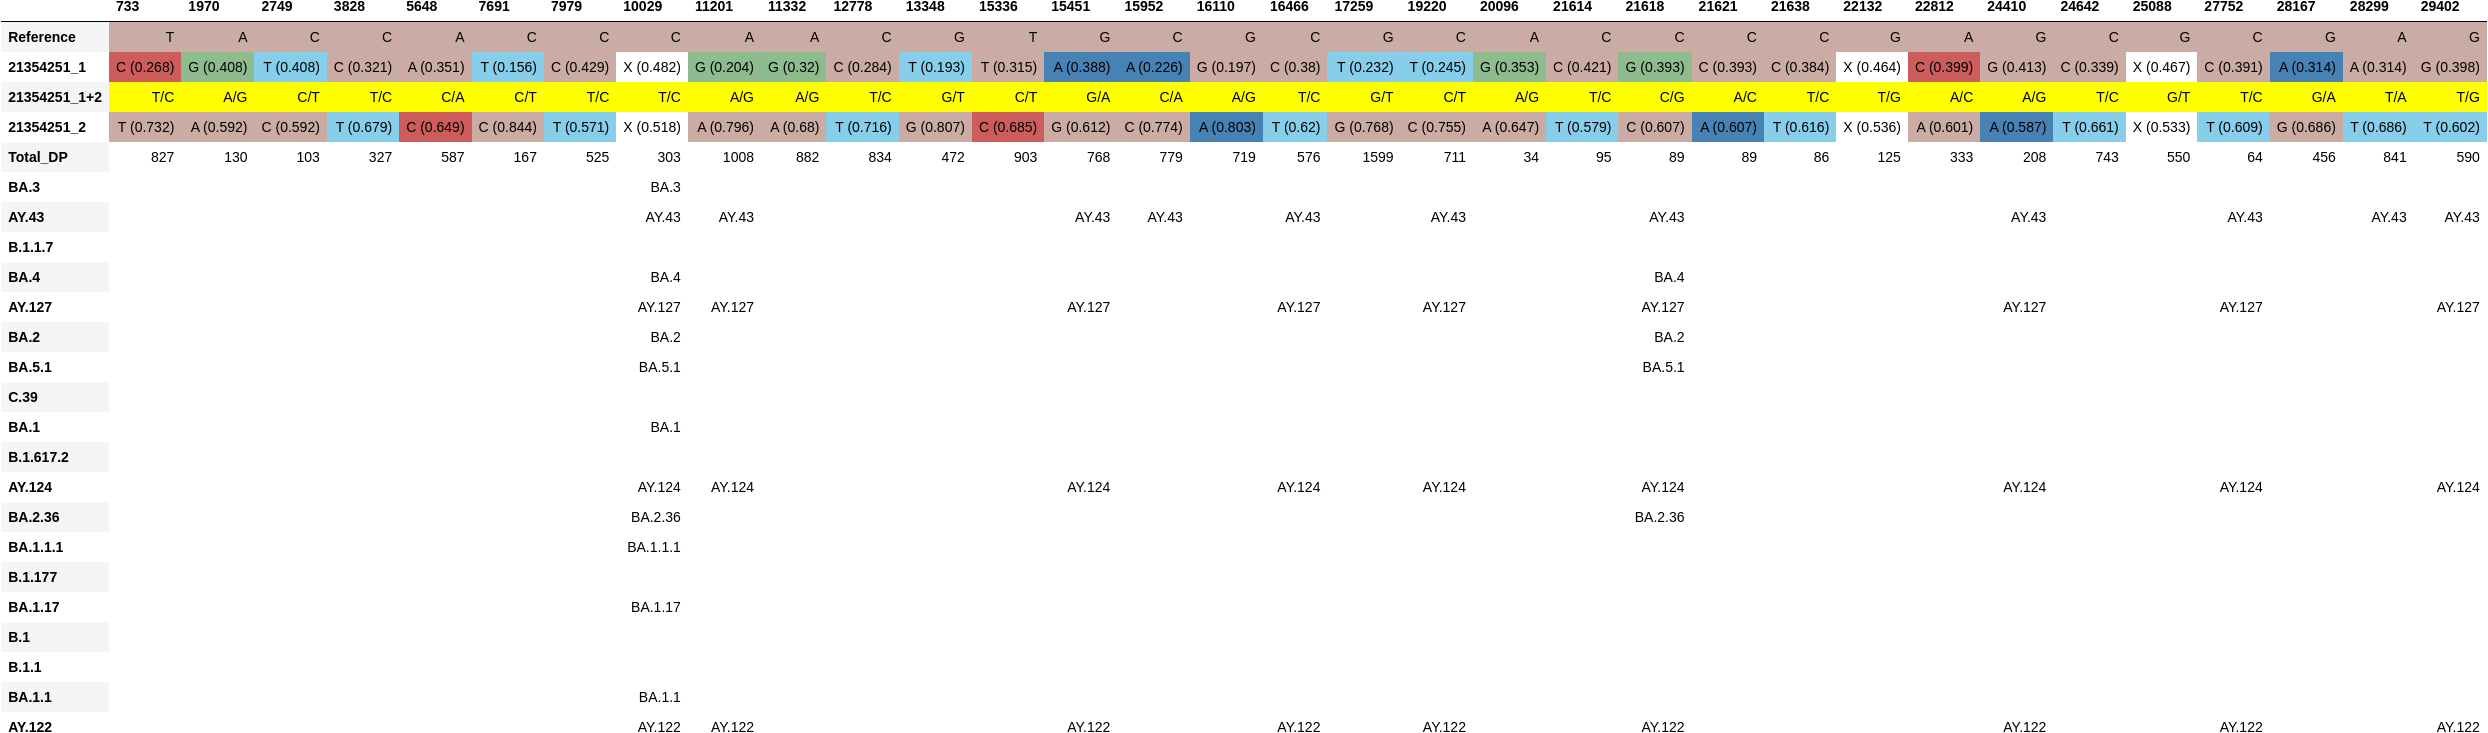 733 1970 2749 3828 5648 7691 7979 10029 11201 11332 12778 13348 15336 15451 15952 16110 16466 17259 19220 20096 21614 21618 21621 21638 22132 22812 24410 24642 25088 27752 28167 28299 29402
Reference T A C C A C C C A A C G T G C G C G C A C C C C G A G C G C G A G
21354251_1 C (0.268) G (0.408) T (0.408) C (0.321) A (0.351) T (0.156) C (0.429) X (0.482) G (0.204) G (0.32) C (0.284) T (0.193) T (0.315) A (0.388) A (0.226) G (0.197) C (0.38) T (0.232) T (0.245) G (0.353) C (0.421) G (0.393) C (0.393) C (0.384) X (0.464) C (0.399) G (0.413) C (0.339) X (0.467) C (0.391) A (0.314) A (0.314) G (0.398)
21354251_1+2 T/C A/G C/T T/C C/A C/T T/C T/C A/G A/G T/C G/T C/T G/A C/A A/G T/C G/T C/T A/G T/C C/G A/C T/C T/G A/C A/G T/C G/T T/C G/A T/A T/G
21354251_2 T (0.732) A (0.592) C (0.592) T (0.679) C (0.649) C (0.844) T (0.571) X (0.518) A (0.796) A (0.68) T (0.716) G (0.807) C (0.685) G (0.612) C (0.774) A (0.803) T (0.62) G (0.768) C (0.755) A (0.647) T (0.579) C (0.607) A (0.607) T (0.616) X (0.536) A (0.601) A (0.587) T (0.661) X (0.533) T (0.609) G (0.686) T (0.686) T (0.602)
Total_DP 827 130 103 327 587 167 525 303 1008 882 834 472 903 768 779 719 576 1599 711 34 95 89 89 86 125 333 208 743 550 64 456 841 590
BA.3 BA.3
AY.43 AY.43 AY.43 AY.43 AY.43 AY.43 AY.43 AY.43 AY.43 AY.43 AY.43 AY.43
B.1.1.7
BA.4 BA.4 BA.4
AY.127 AY.127 AY.127 AY.127 AY.127 AY.127 AY.127 AY.127 AY.127 AY.127
BA.2 BA.2 BA.2
BA.5.1 BA.5.1 BA.5.1
C.39
BA.1 BA.1
B.1.617.2
AY.124 AY.124 AY.124 AY.124 AY.124 AY.124 AY.124 AY.124 AY.124 AY.124
BA.2.36 BA.2.36 BA.2.36
BA.1.1.1 BA.1.1.1
B.1.177
BA.1.17 BA.1.17
B.1
B.1.1
BA.1.1 BA.1.1
AY.122 AY.122 AY.122 AY.122 AY.122 AY.122 AY.122 AY.122 AY.122 AY.122